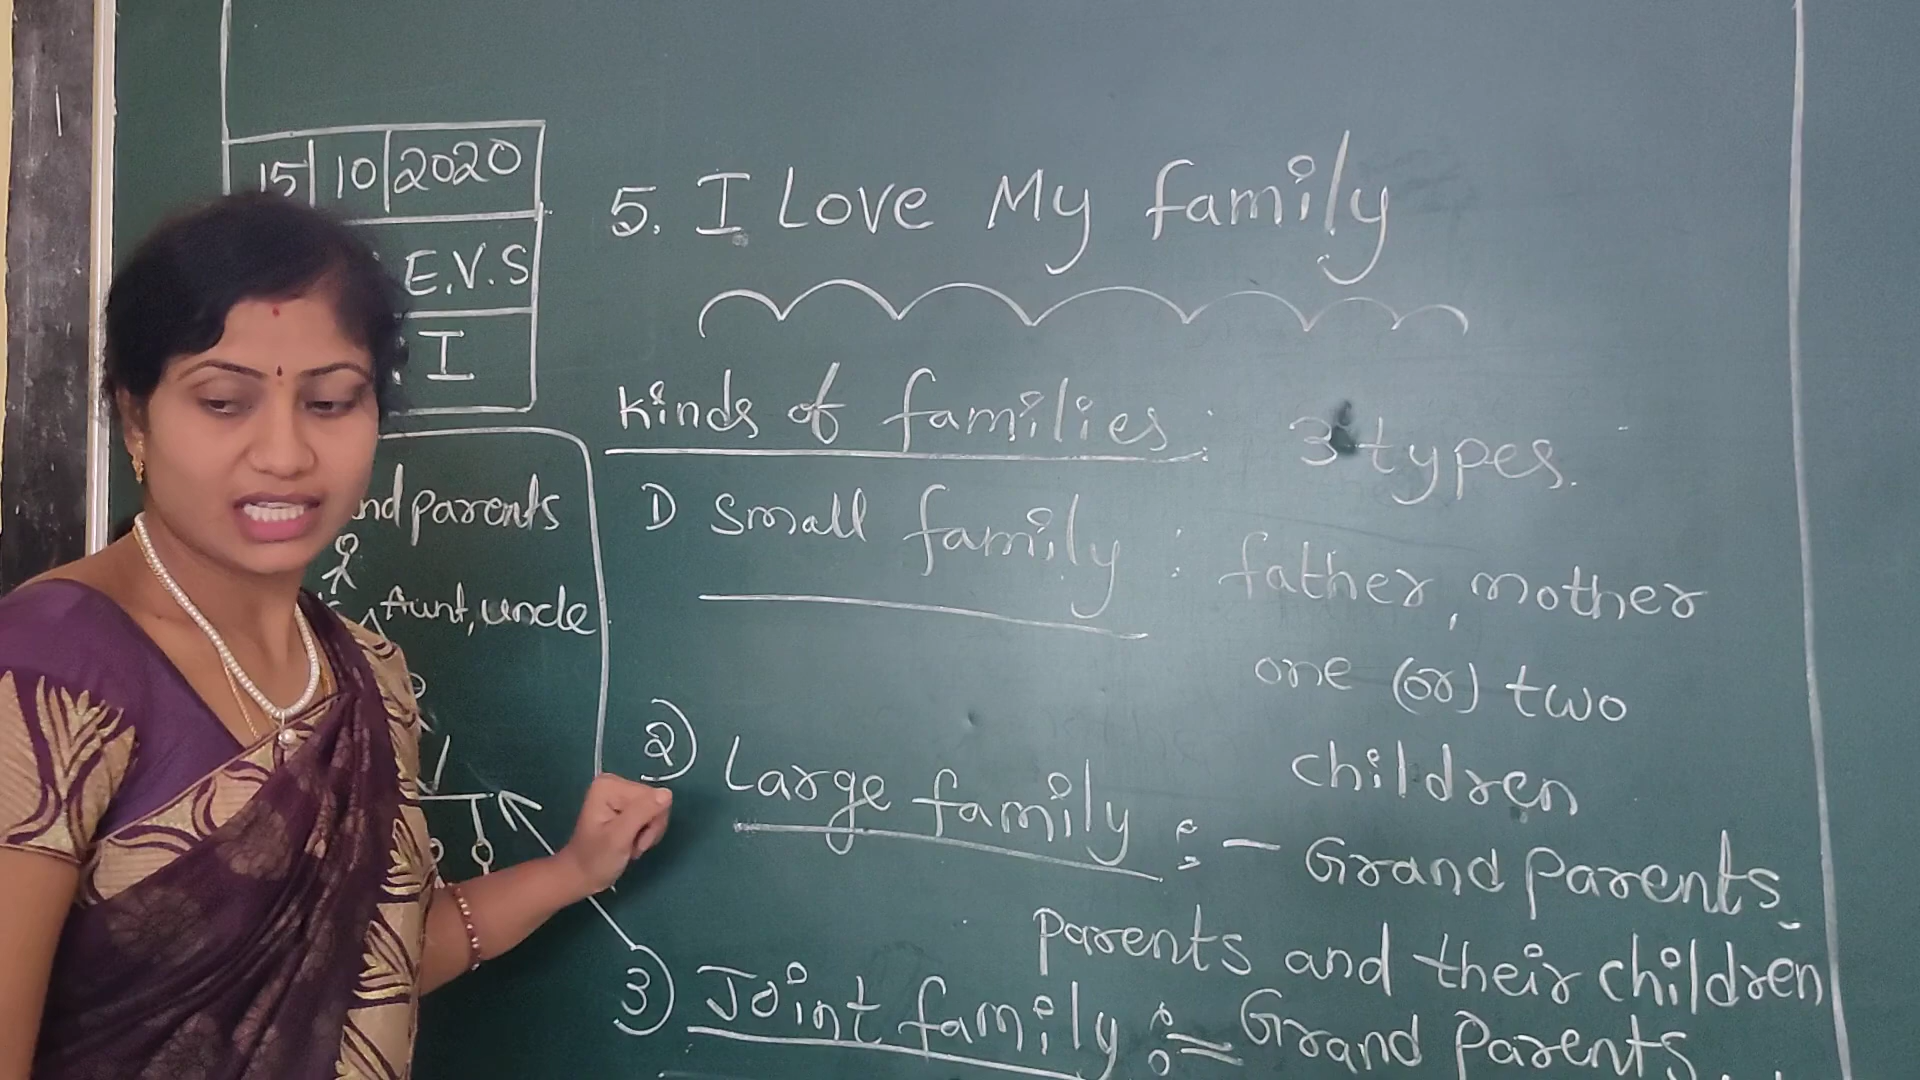 15 10 2020
E.V.S
I
5. I Love My family
Kinds of families : 3 types.
1) Small family : father, mother
one (or) two
children
2) Large family : - Grand parents
parents and their children
3) Joint family := Grand parents
parents
Aunt, uncle